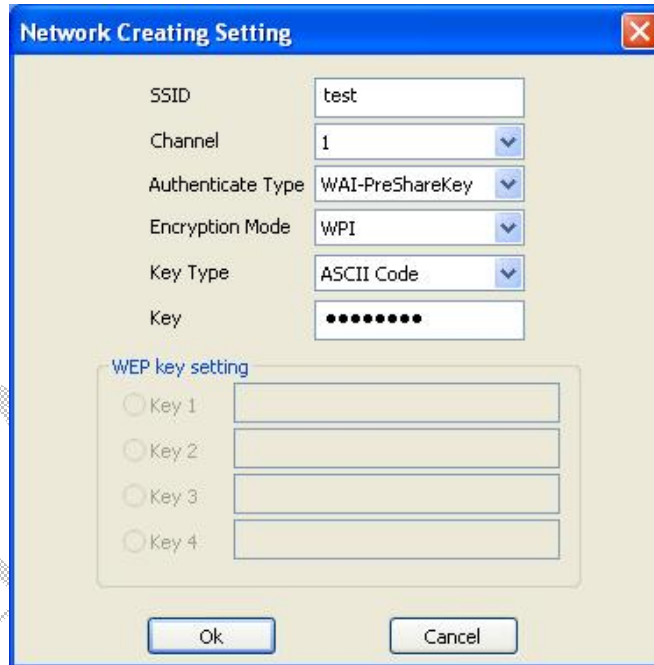 Network Creating Setting
SSID test
Channel 1
Authenticate Type WAI-PreShareKey
Encryption Mode WPI
Key Type ASCII Code
Key ●●●●●●●●
WEP key setting
Key 1
Key 2
Key 3
Key 4
Ok Cancel